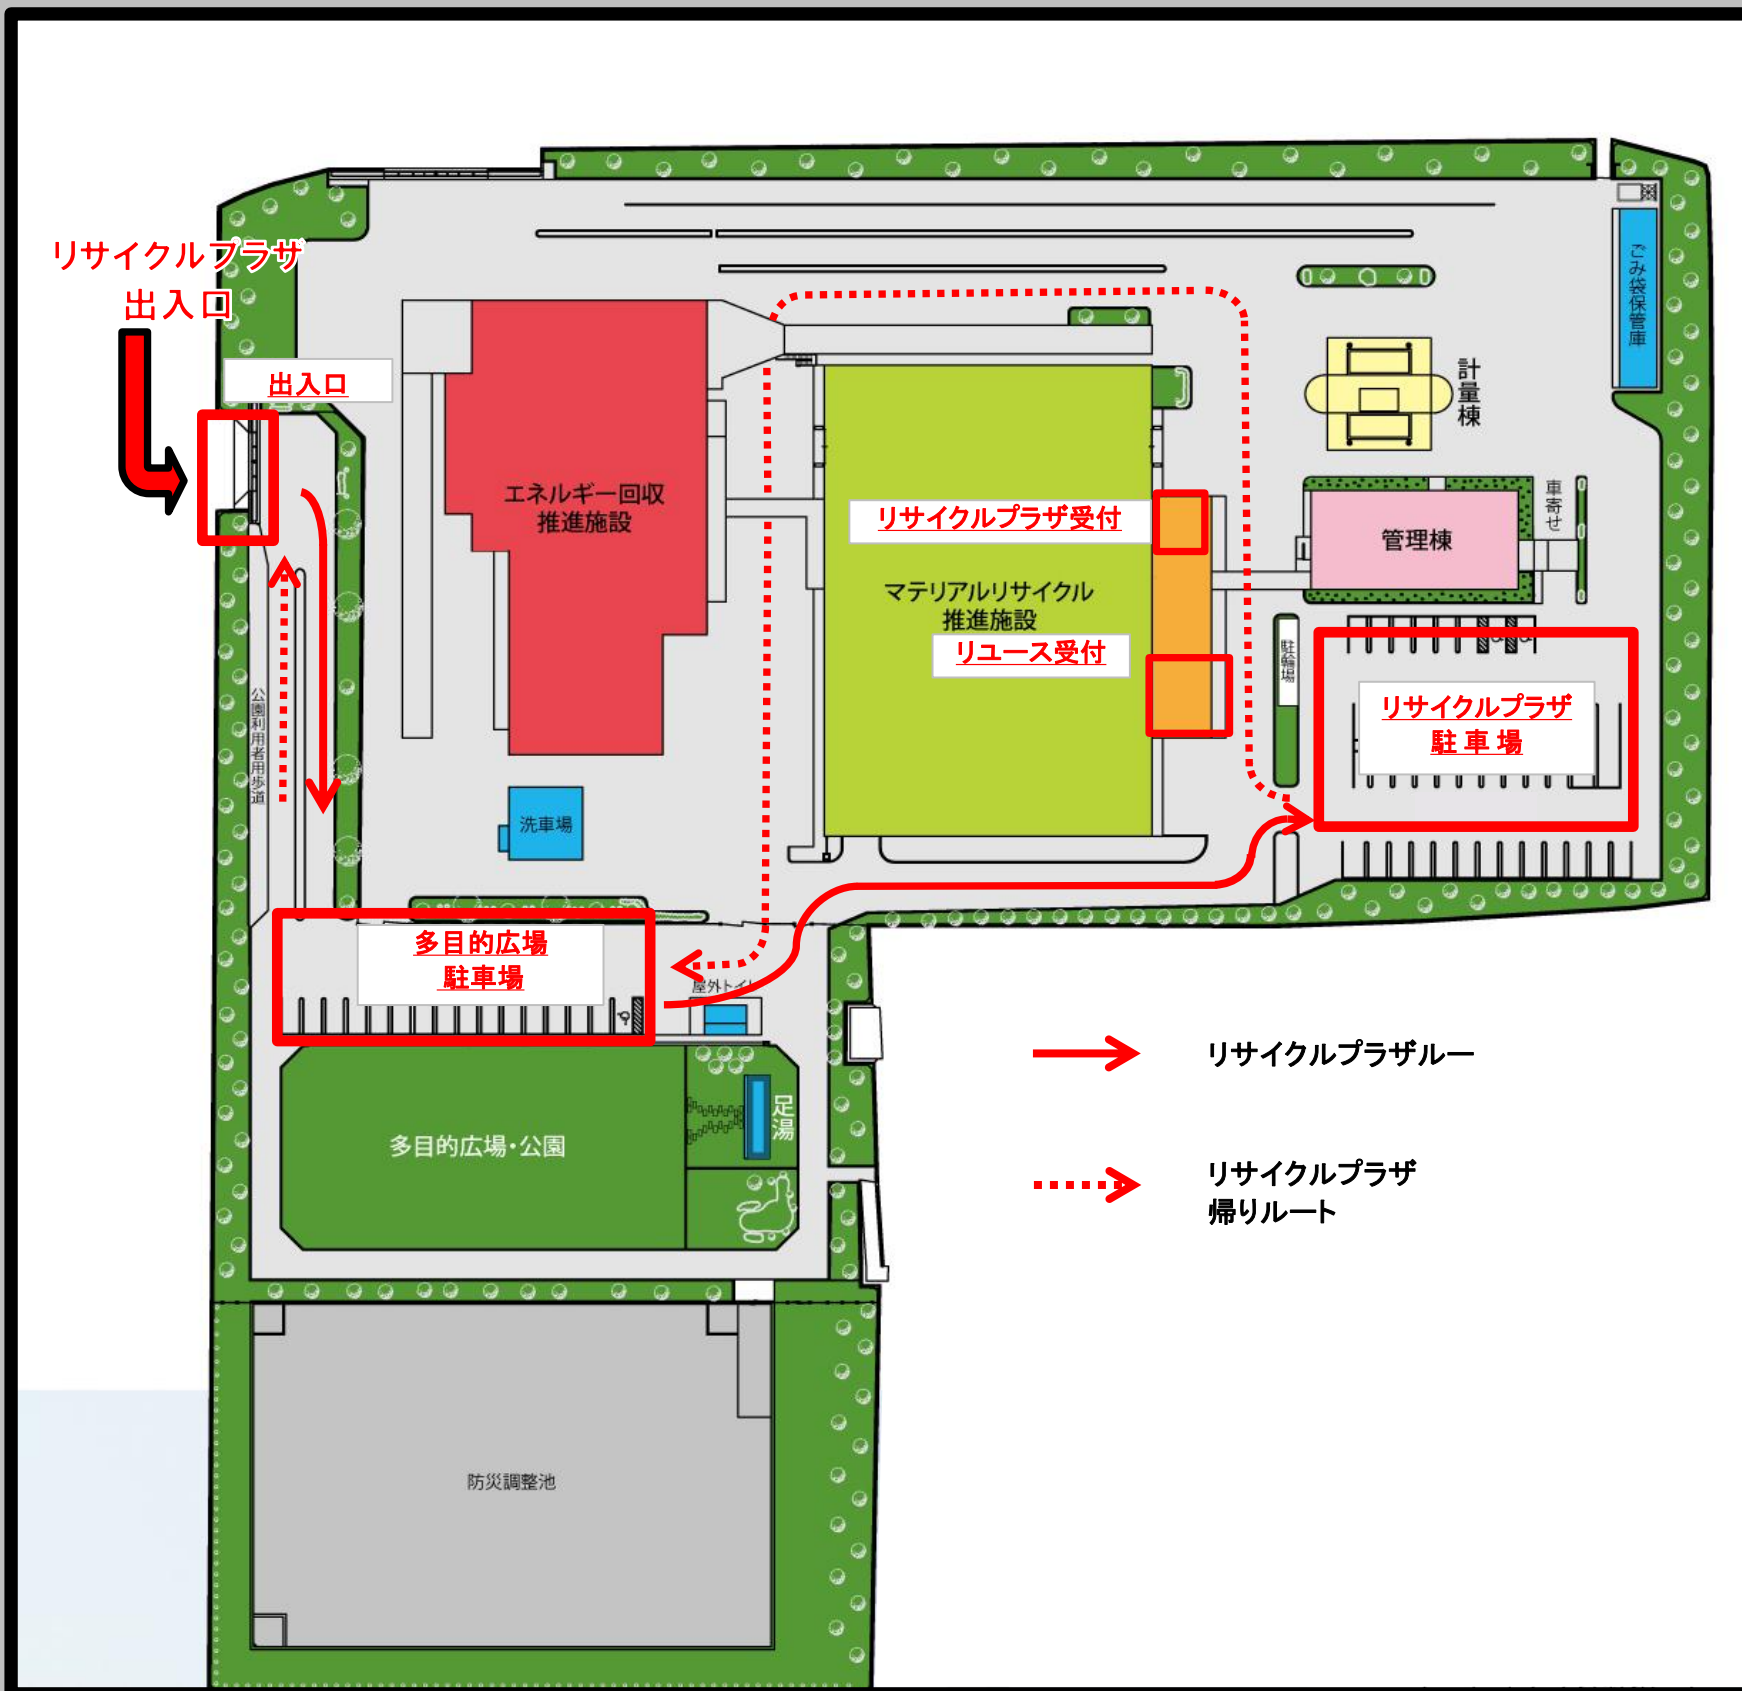 リサイクルプラザ
出入口
出入口
ごみ袋保管庫
計量棟
エネルギー回収
推進施設
リサイクルプラザ受付
車寄せ
管理棟
マテリアルリサイクル
推進施設
リユース受付
駐輪場
リサイクルプラザ
駐車場
公園利用者用歩道
洗車場
多目的広場
駐車場
屋外トイレ
リサイクルプラザルー
足湯
多目的広場・公園
リサイクルプラザ
帰りルート
防災調整池